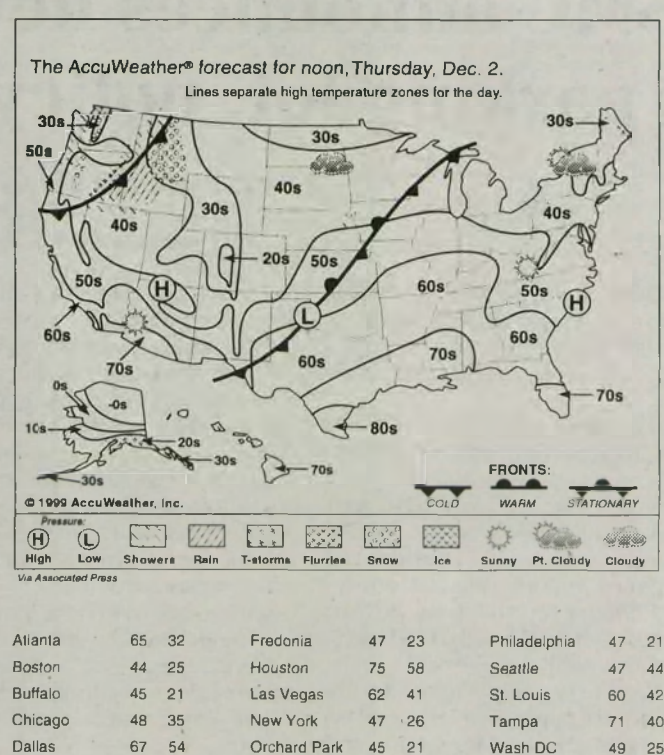 The AccuWeather® forecast for noon, Thursday, Dec. 2.
Lines separate high temperature zones for the day.
30s
30s
30s
50s
40s
40s
30s
40s
20s
50s
50s
H
60s
50s
H
L
60s
60s
60s
70s
70s
70s
0s
-0s
80s
10s
20s
30s
70s
30s
FRONTS:
© 1999 AccuWeather, Inc.
COLD WARM STATIONARY
Pressure:
H L
High Low Showers Rain T-storms Flurries Snow Ice Sunny Pt. Cloudy Cloudy
Via Associated Press
Atlanta 65 32 Fredonia 47 23 Philadelphia 47 21
Boston 44 25 Houston 75 58 Seattle 47 44
Buffalo 45 21 Las Vegas 62 41 St. Louis 60 42
Chicago 48 35 New York 47 26 Tampa 71 40
Dallas 67 54 Orchard Park 45 21 Wash DC 49 25